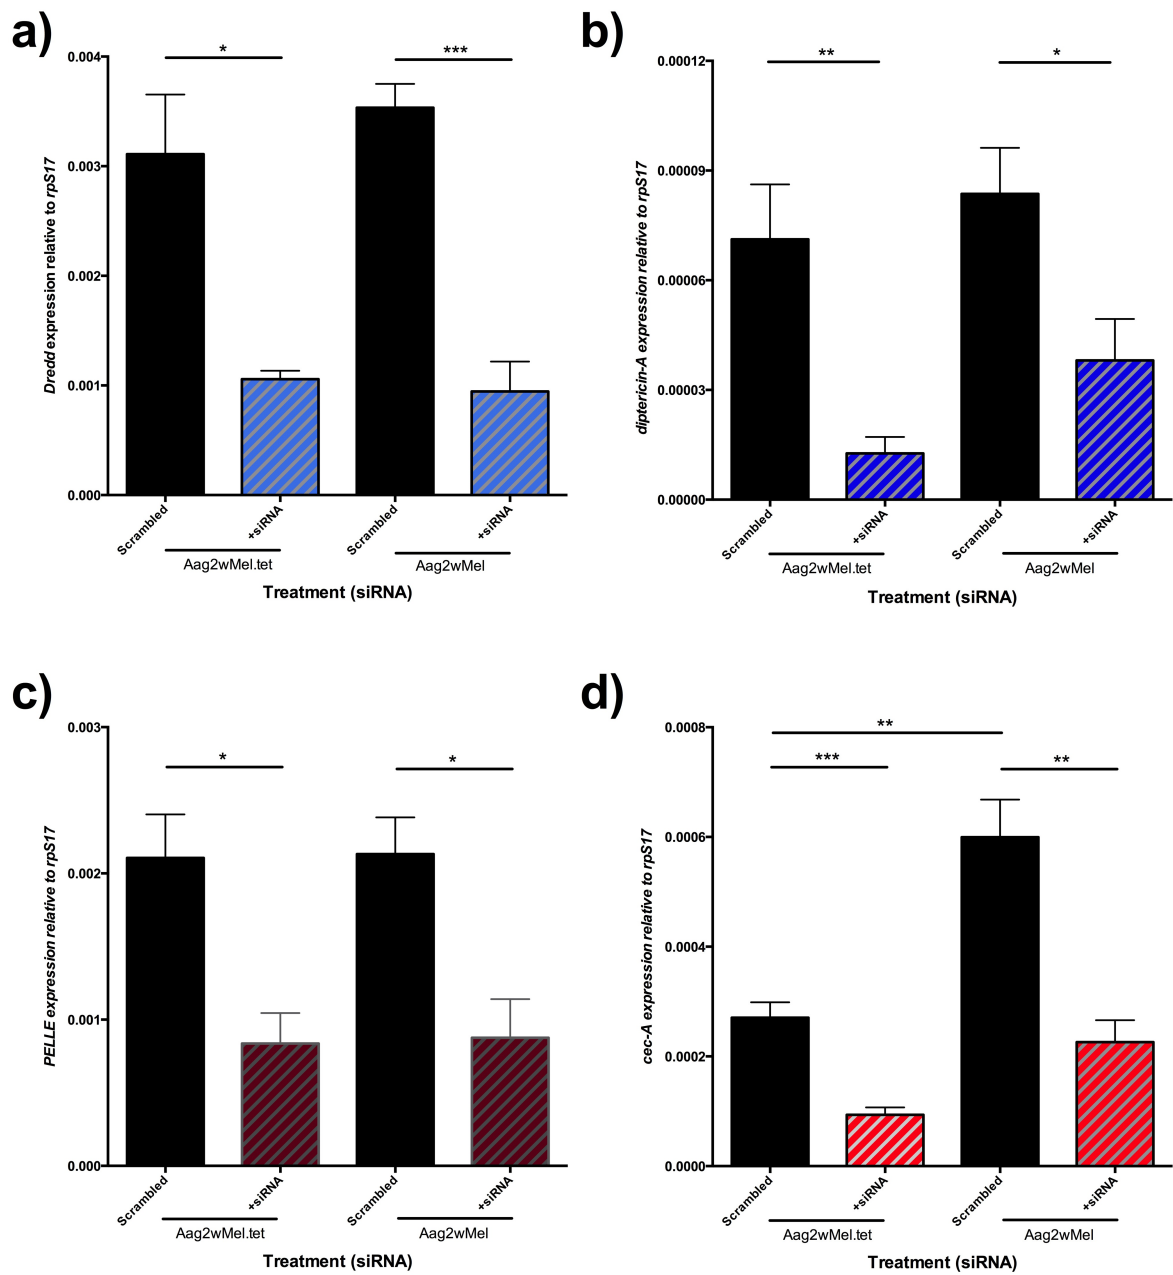 a)
Dredd expression relative to rpS17
0.004
0.003
0.002
0.001
0.000
*
***
Scrambled
+siRNA
Scrambled
+siRNA
Aag2wMel.tet
Aag2wMel
Treatment (siRNA)
b)
diptericin-A expression relative to rpS17
0.00012
0.00009
0.00006
0.00003
0.00000
**
*
Scrambled
+siRNA
Scrambled
+siRNA
Aag2wMel.tet
Aag2wMel
Treatment (siRNA)
c)
PELLE expression relative to rpS17
0.003
0.002
0.001
0.000
*
*
Scrambled
+siRNA
Scrambled
+siRNA
Aag2wMel.tet
Aag2wMel
Treatment (siRNA)
d)
cec-A expression relative to rpS17
0.0008
0.0006
0.0004
0.0002
0.0000
**
***
**
Scrambled
+siRNA
Scrambled
+siRNA
Aag2wMel.tet
Aag2wMel
Treatment (siRNA)